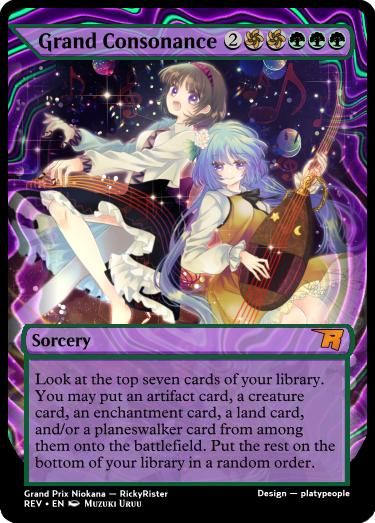 Grand Consonance 2
Sorcery
Look at the top seven cards of your library.
You may put an artifact card, a creature
card, an enchantment card, a land card,
and/or a planeswalker card from among
them onto the battlefield. Put the rest on the
bottom of your library in a random order.
Grand Prix Niokana — RickyRister
Design — platypeople
REV • EN Muzuki Uruu